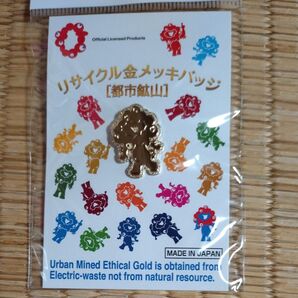 Official Licensed Products
リサイクル金メッキバッジ
[都市鉱山]
MADE IN JAPAN
Urban Mined Ethical Gold is obtained from
Electric-waste not from natural resource.